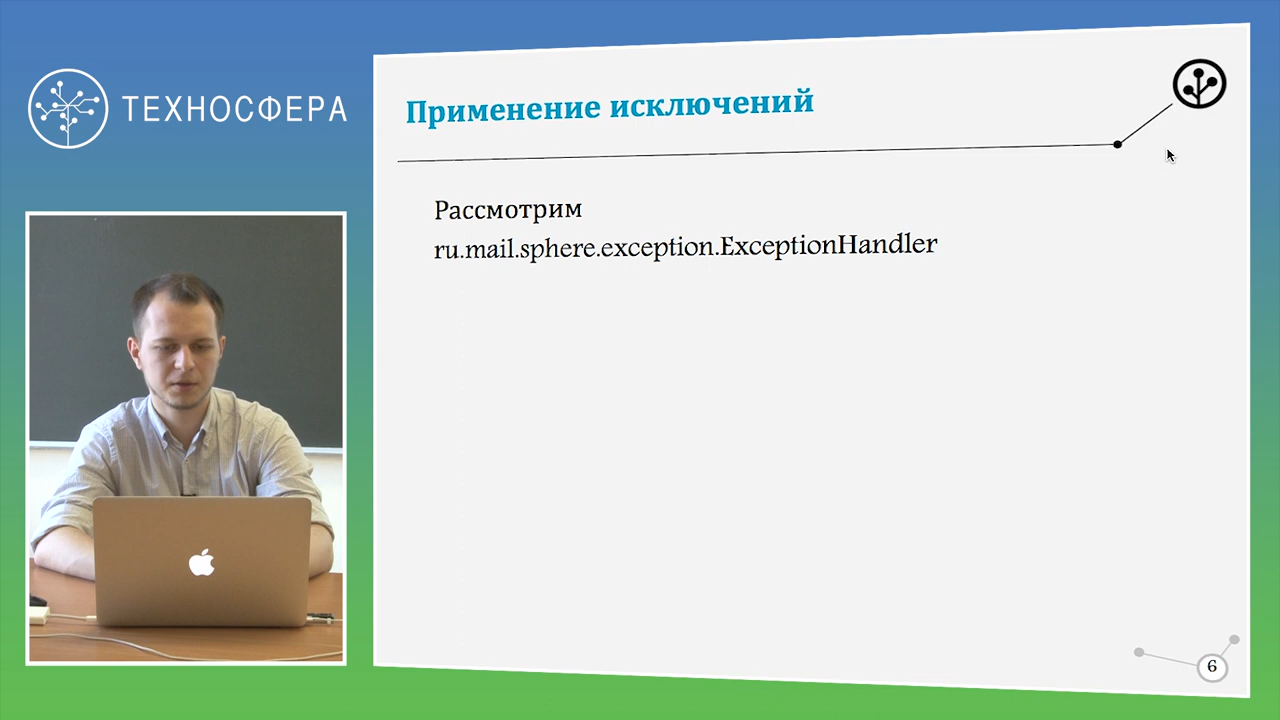 ТЕХНОСФЕРА
Применение исключений
Рассмотрим
ru.mail.sphere.exception.ExceptionHandler
6